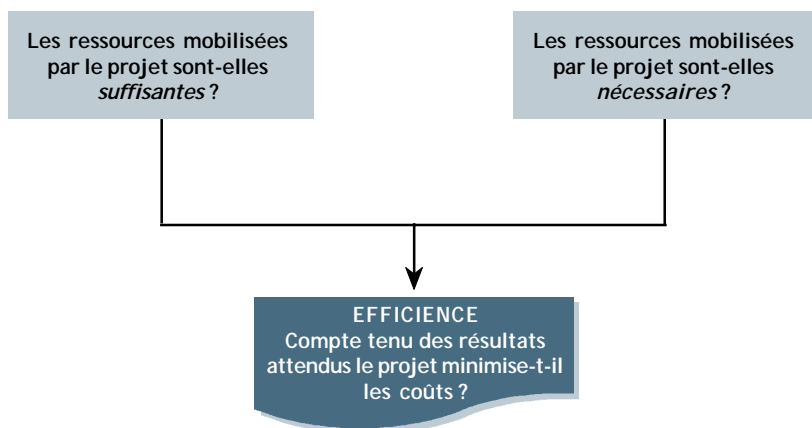 Les ressources mobilisées
par le projet sont-elles
suffisantes ?
Les ressources mobilisées
par le projet sont-elles
nécessaires ?
EFFICIENCE
Compte tenu des résultats
attendus le projet minimise-t-il
les coûts ?